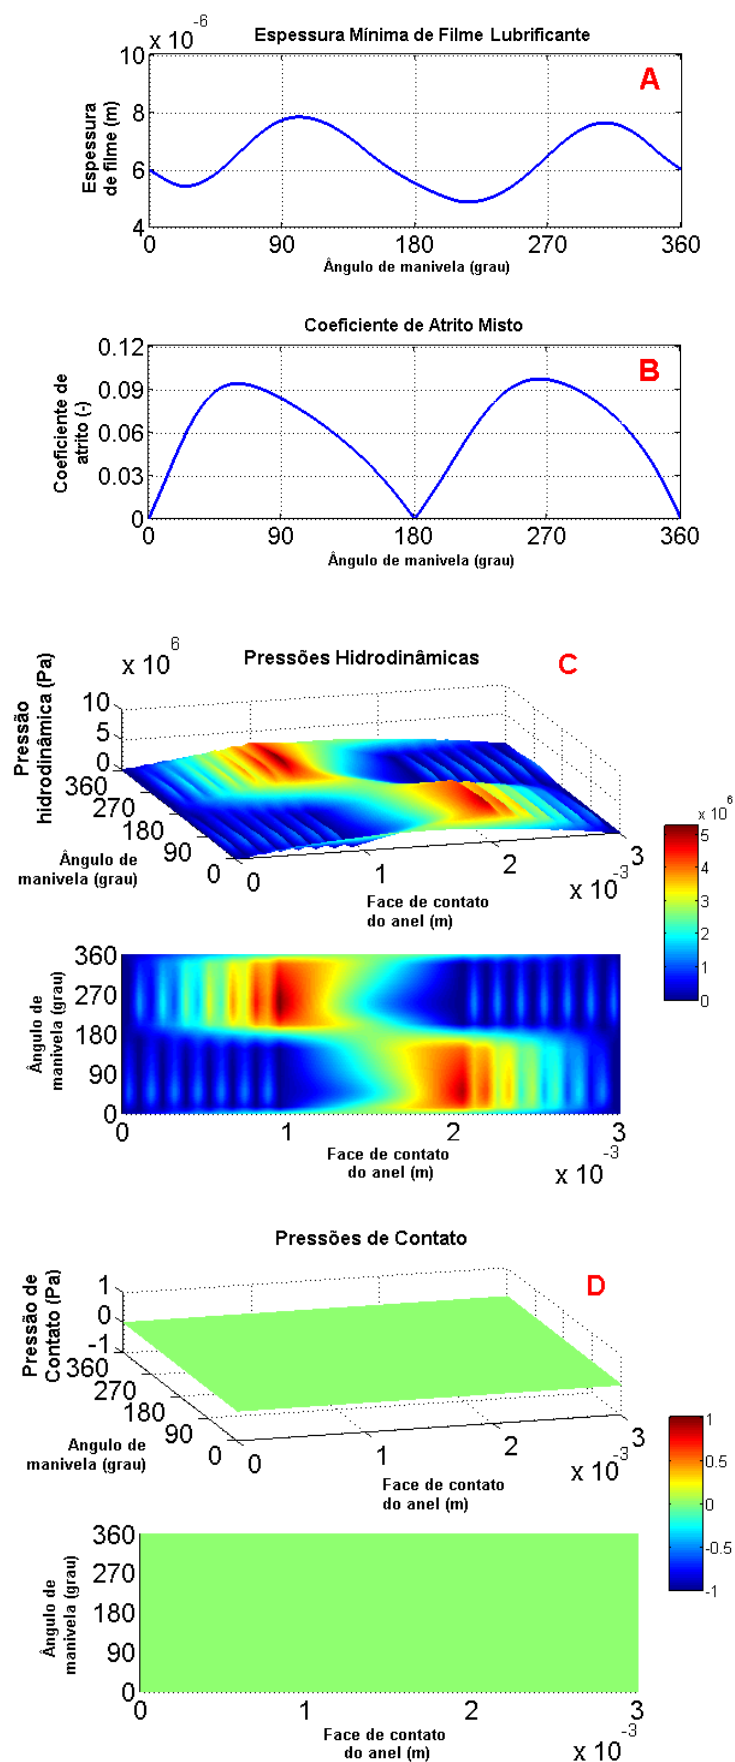 x 10^-6
Espessura Mínima de Filme Lubrificante
A
10
8
6
4
Espessura
de filme (m)
0 90 180 270 360
Ângulo de manivela (grau)
Coeficiente de Atrito Misto
B
0.12
0.09
0.06
0.03
0
Coeficiente de
atrito (-)
0 90 180 270 360
Ângulo de manivela (grau)
x 10^6
Pressões Hidrodinâmicas
C
Pressão
hidrodinâmica (Pa)
10
5
0
360
270
180
90
0
Ângulo de
manivela (grau)
0 1 2 3
x 10^-3
Face de contato
do anel (m)
x 10^6
5
4
3
2
1
0
360
270
180
90
0
Ângulo de
manivela (grau)
0 1 2 3
Face de contato
do anel (m)
x 10^-3
Pressões de Contato
D
Pressão de
Contato (Pa)
1
0
-1
360
270
180
90
0
Angulo de
manivela (grau)
0 1 2 3
x 10^-3
Face de contato
do anel (m)
1
0.5
0
-0.5
-1
360
270
180
90
0
Ângulo de
manivela (grau)
0 1 2 3
Face de contato
do anel (m)
x 10^-3